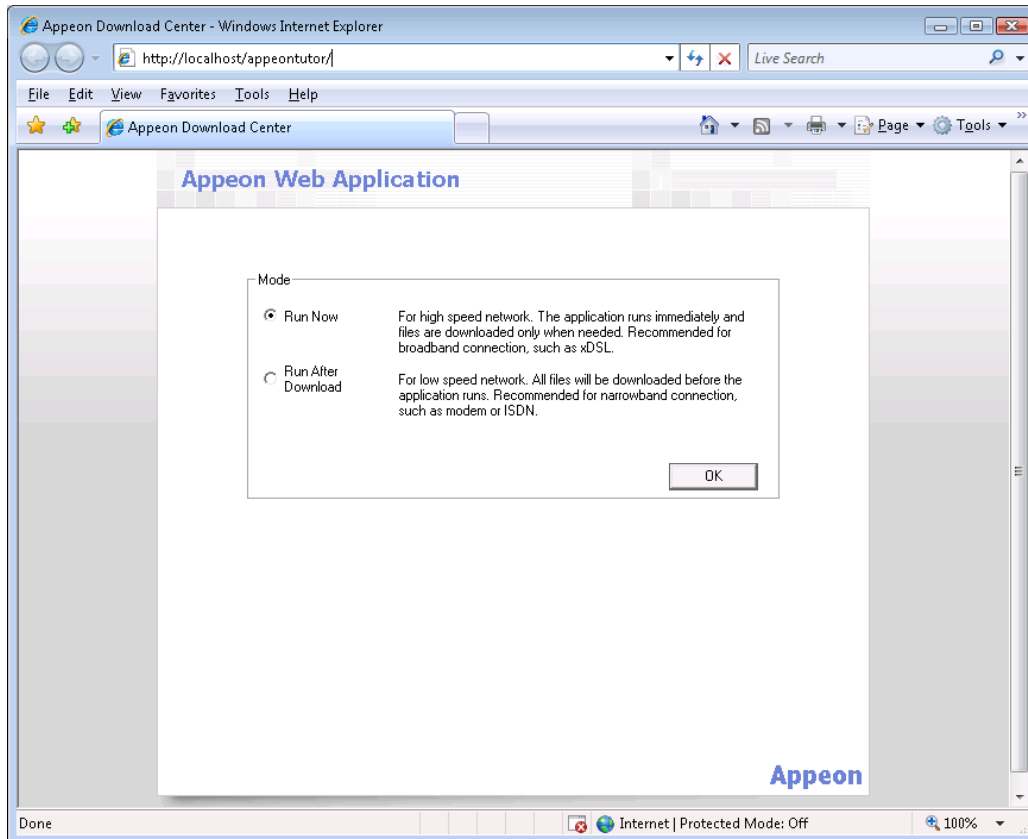 Appeon Download Center - Windows Internet Explorer
http://localhost/appeontutor/
Live Search
File Edit View Favorites Tools Help
Appeon Download Center
Page Tools
Appeon Web Application
Mode
Run Now
For high speed network. The application runs immediately and
files are downloaded only when needed. Recommended for
broadband connection, such as xDSL.
Run After
Download
For low speed network. All files will be downloaded before the
application runs. Recommended for narrowband connection,
such as modem or ISDN.
OK
Appeon
Done
Internet | Protected Mode: Off
100%